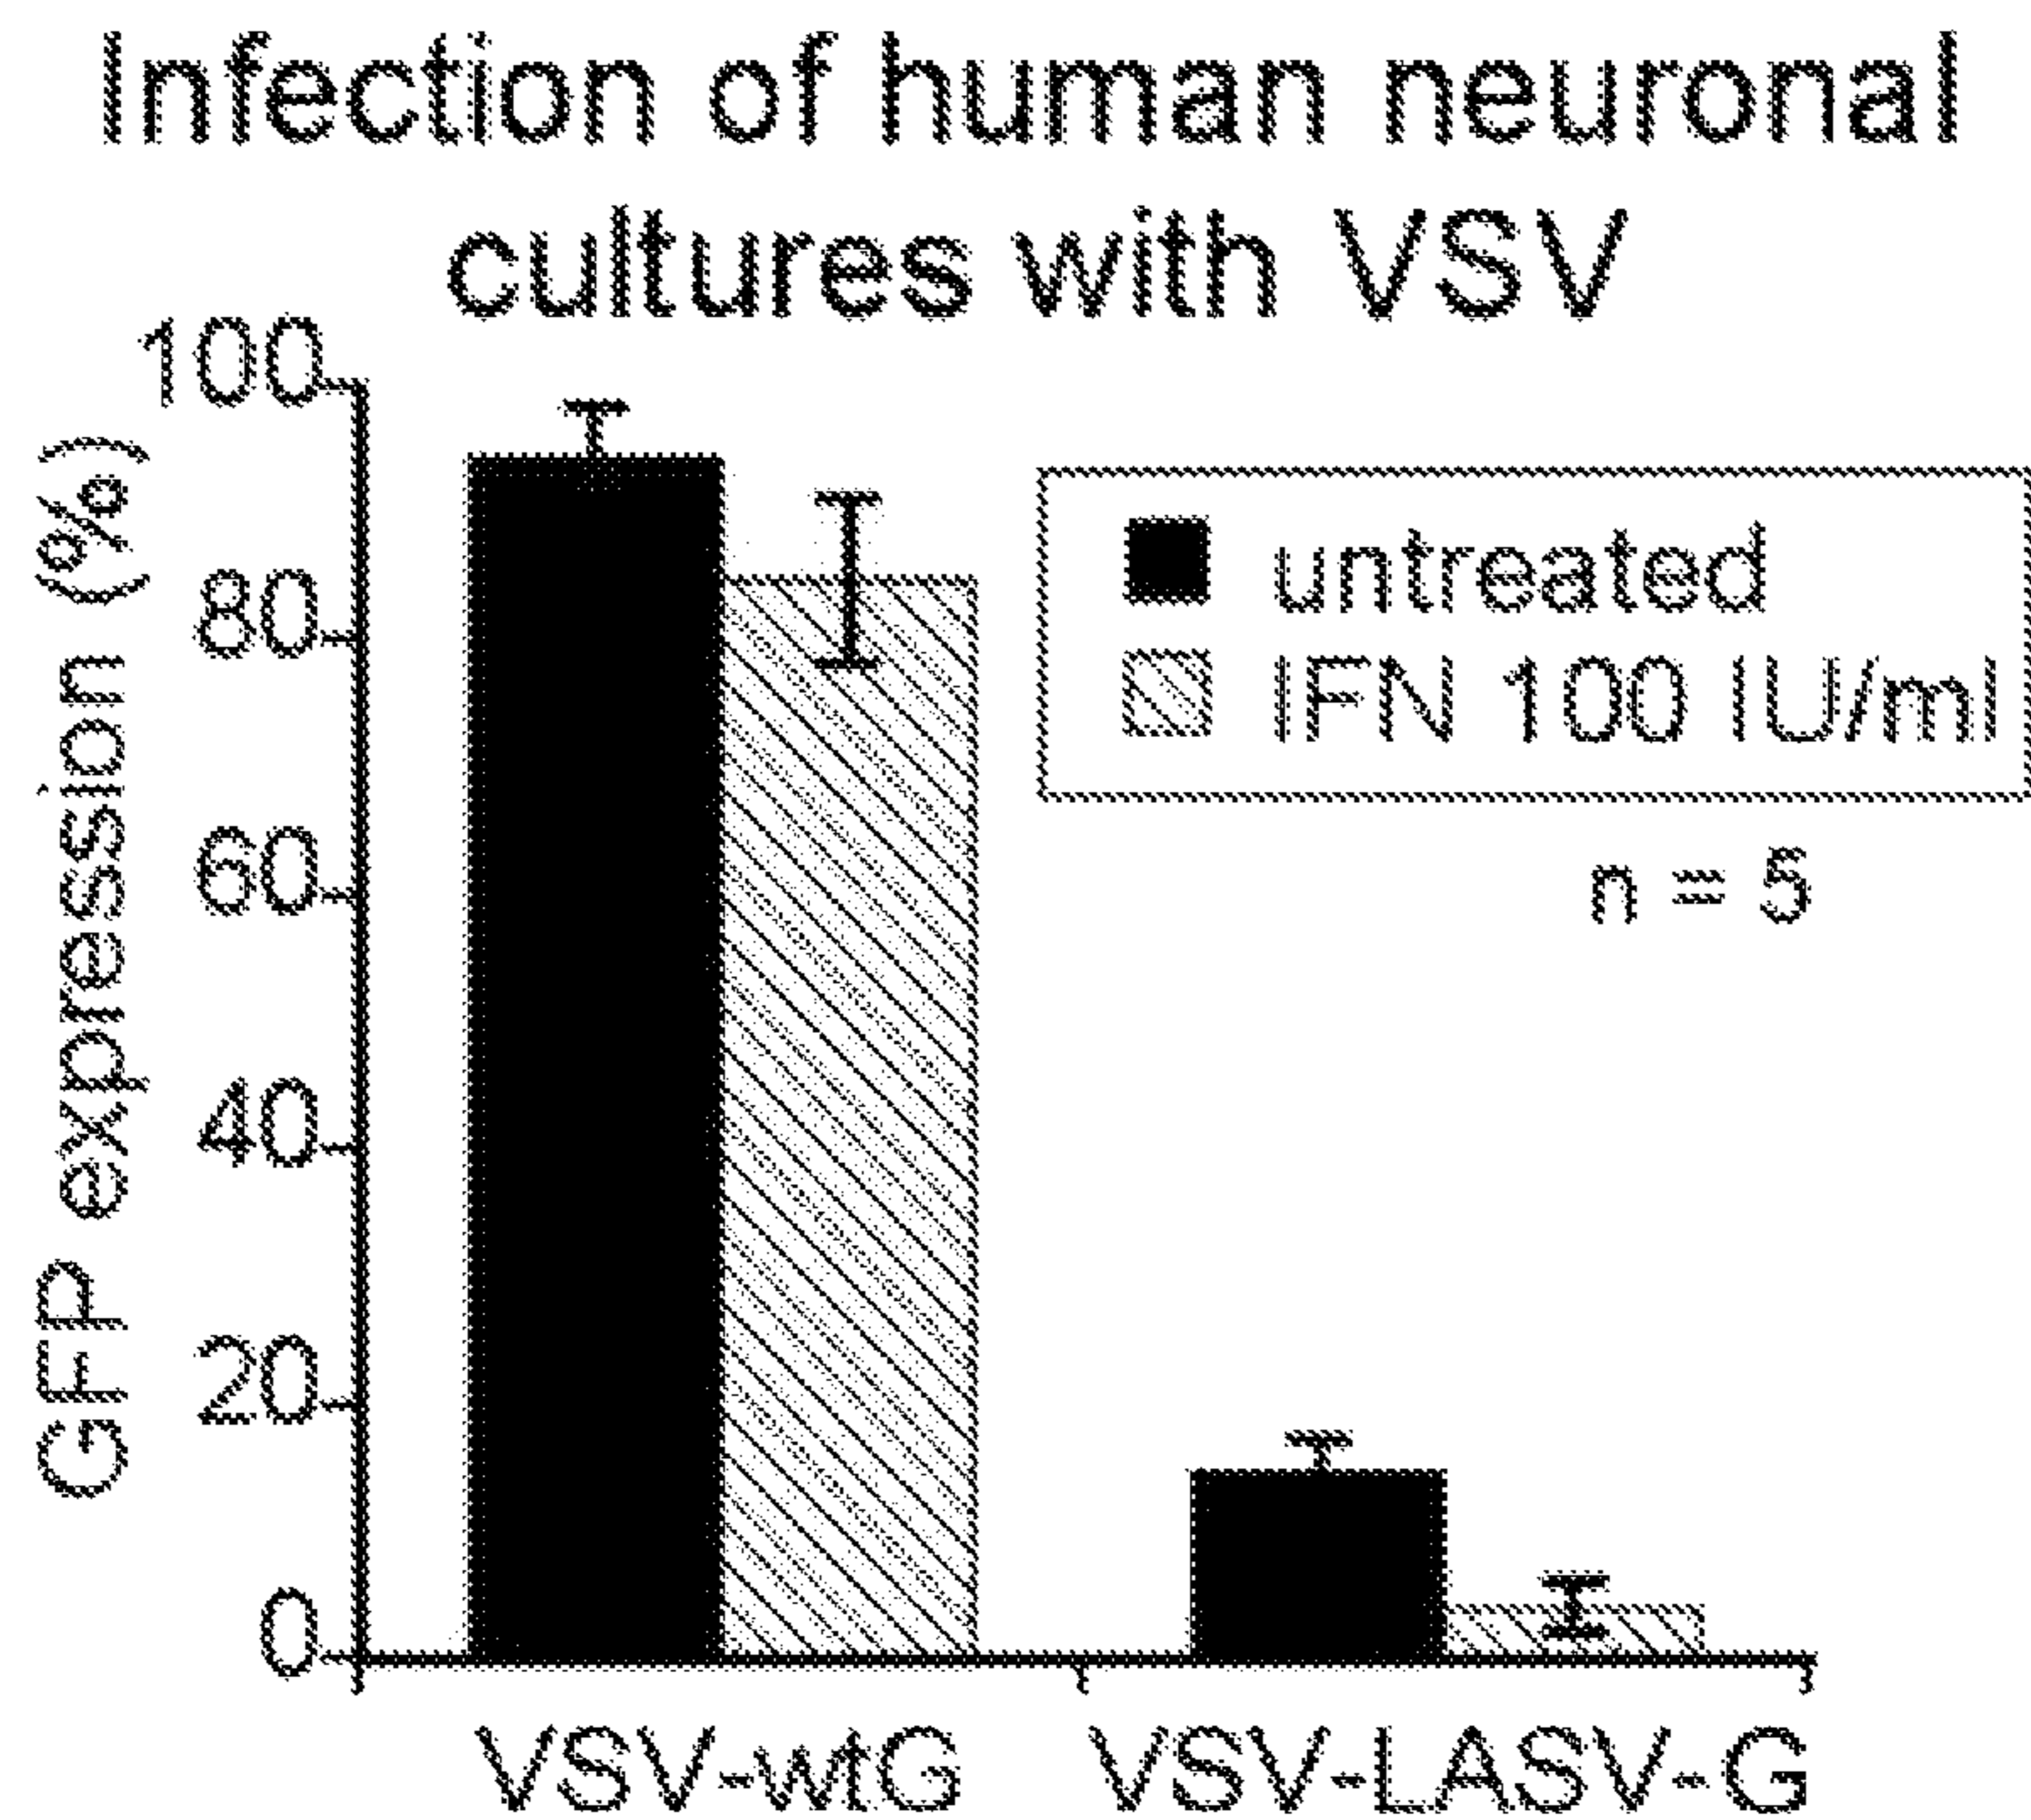 Infection of human neuronal
cultures with VSV
GFP expression (%)
100
80
60
40
20
0
untreated
IFN 100 IU/ml
n = 5
VSV-wtG
VSV-LASV-G